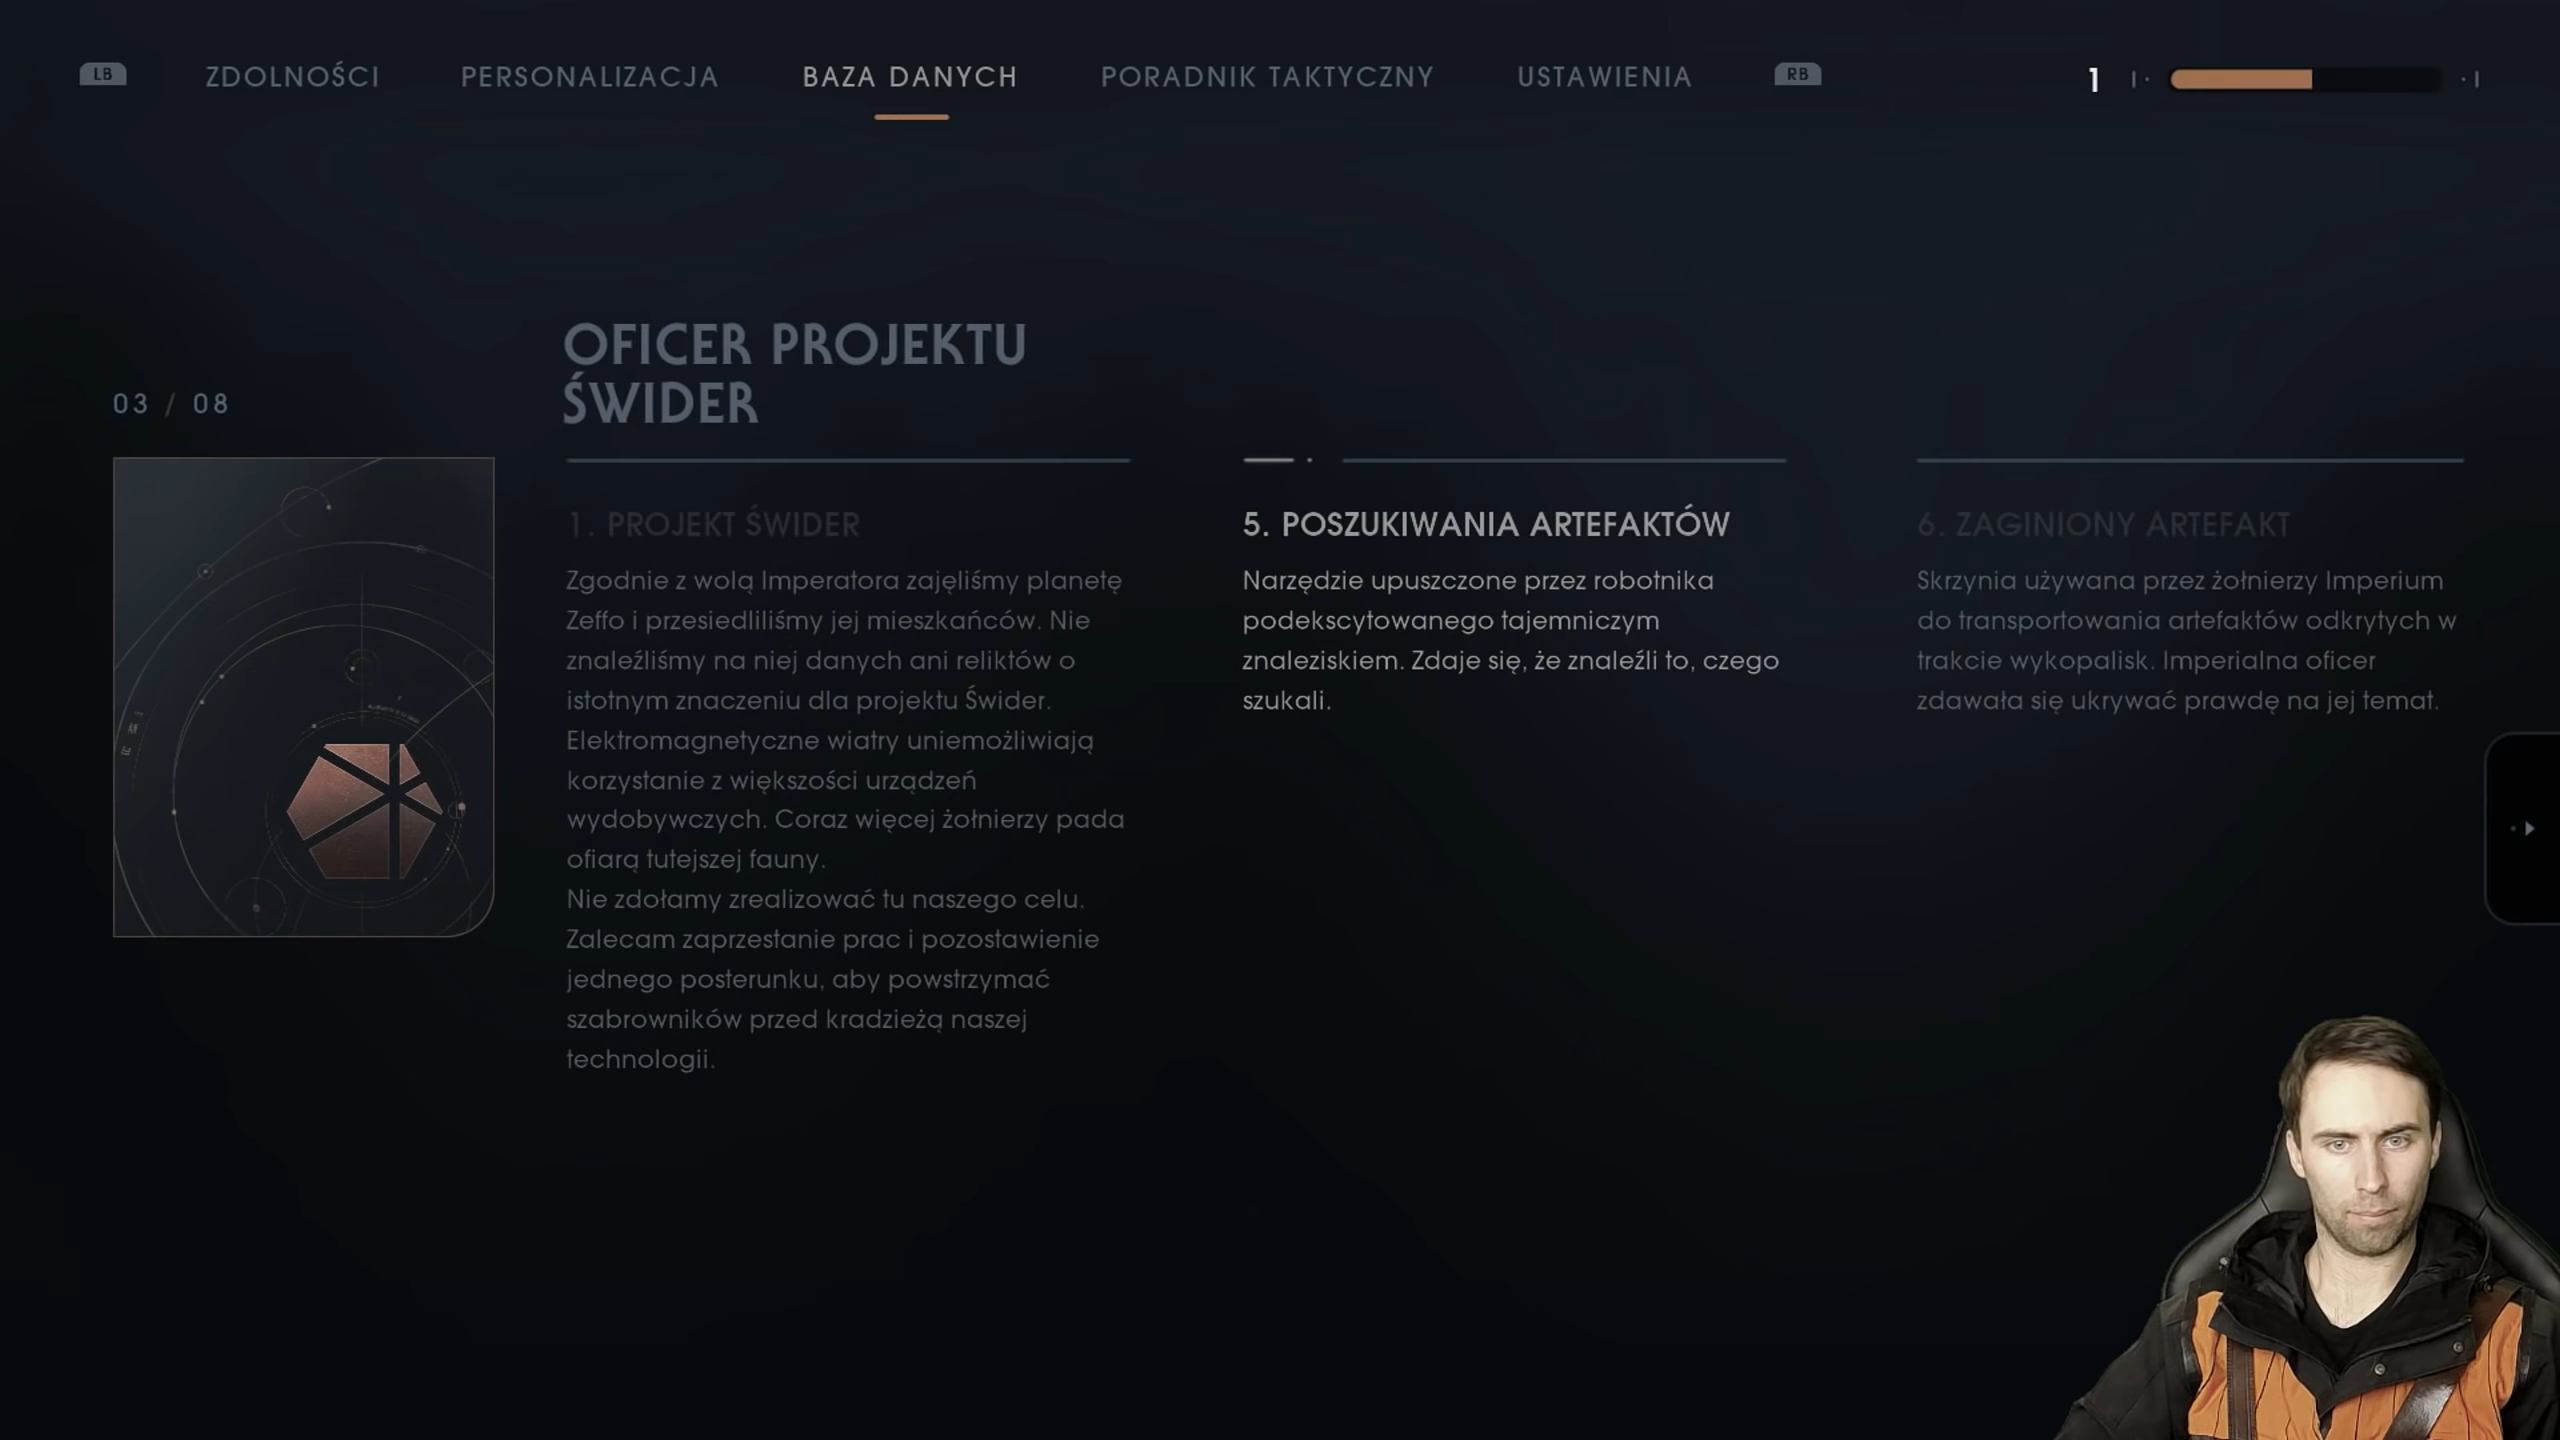 LB
ZDOLNOŚCI
PERSONALIZACJA
BAZA DANYCH
PORADNIK TAKTYCZNY
USTAWIENIA
RB
1
03 / 08
OFICER PROJEKTU
ŚWIDER
1. PROJEKT ŚWIDER
Zgodnie z wolą Imperatora zajęliśmy planetę
Zeffo i przesiedliliśmy jej mieszkańców. Nie
znaleźliśmy na niej danych ani reliktów o
istotnym znaczeniu dla projektu Świder.
Elektromagnetyczne wiatry uniemożliwiają
korzystanie z większości urządzeń
wydobywczych. Coraz więcej żołnierzy pada
ofiarą tutejszej fauny.
Nie zdołamy zrealizować tu naszego celu.
Zalecam zaprzestanie prac i pozostawienie
jednego posterunku, aby powstrzymać
szabrowników przed kradzieżą naszej
technologii.
5. POSZUKIWANIA ARTEFAKTÓW
Narzędzie upuszczone przez robotnika
podekscytowanego tajemniczym
znaleziskiem. Zdaje się, że znaleźli to, czego
szukali.
6. ZAGINIONY ARTEFAKT
Skrzynia używana przez żołnierzy Imperium
do transportowania artefaktów odkrytych w
trakcie wykopalisk. Imperialna oficer
zdawała się ukrywać prawdę na jej temat.